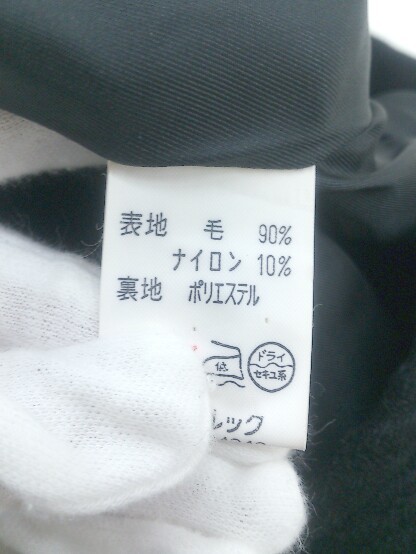 表地 毛 90%
ナイロン 10%
裏地 ポリエステル
低 ドライ
セキユ系
レック